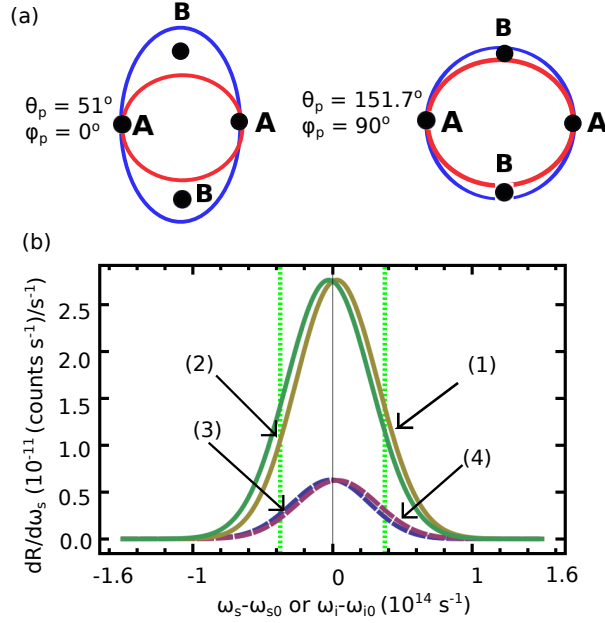 (a)
B
θp = 51°
φp = 0°
A
A
B
B
θp = 151.7°
φp = 90°
A
A
B
(b)
dR/dωs (10-11 (counts s-1)/s-1)
2.5
2.0
1.5
1.0
0.5
0.0
(2)
(1)
(3)
(4)
-1.6
-1
0
1
1.6
ωs-ωs0 or ωi-ωi0 (1014 s-1)